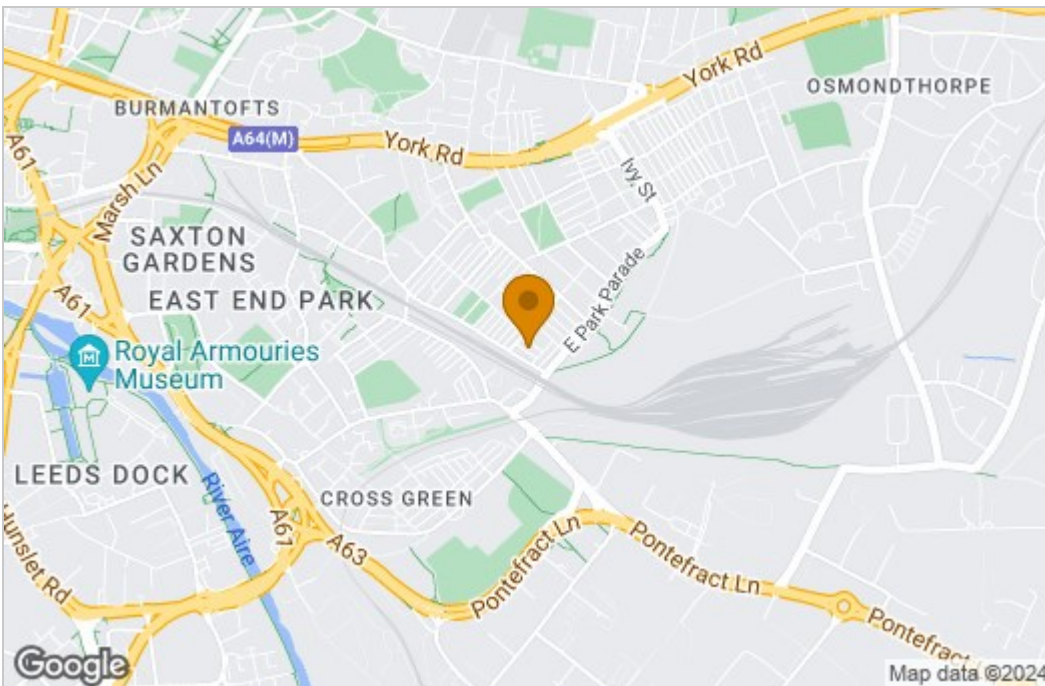 York Rd
OSMONDTHORPE
BURMANTOFTS
A64(M)
York Rd
A61
Marsh Ln
Ivy St
SAXTON
GARDENS
EAST END PARK
A61
E Park Parade
Royal Armouries
Museum
LEEDS DOCK
River Aire
CROSS GREEN
A61
A63
Hunslet Rd
Pontefract Ln
Pontefract Ln
Pontefract
Google
Map data ©2024